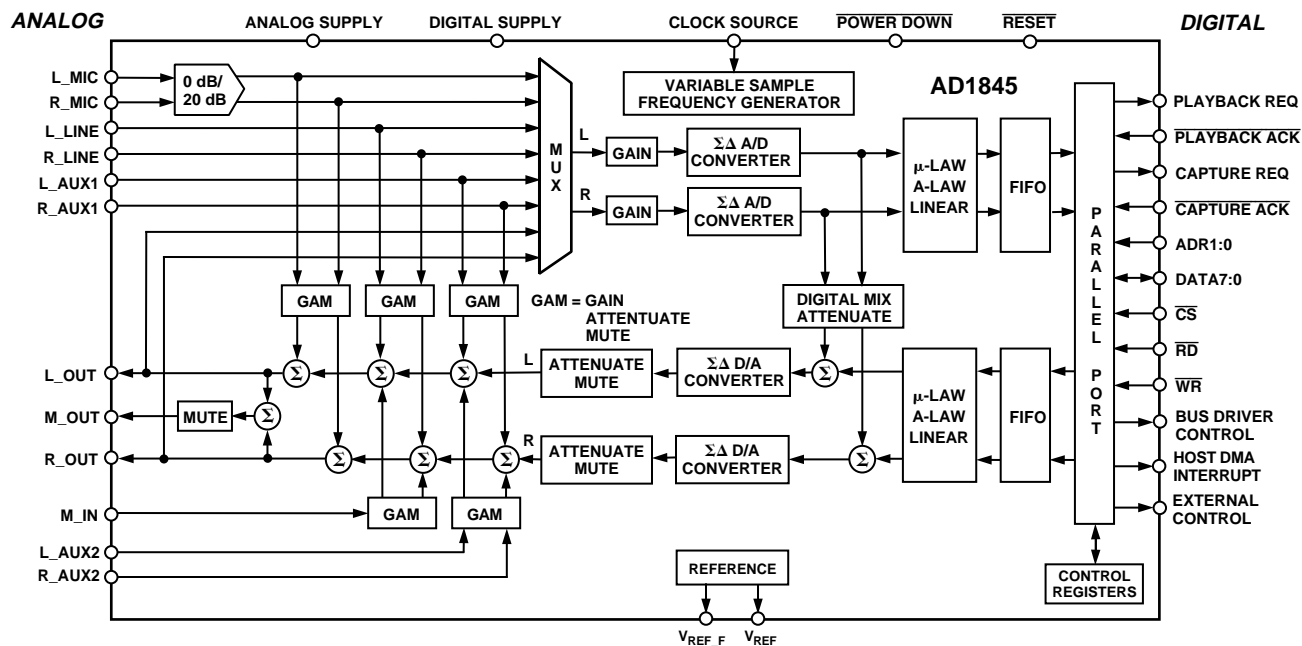 ANALOG
ANALOG SUPPLY
DIGITAL SUPPLY
CLOCK SOURCE
POWER DOWN
RESET
DIGITAL
L_MIC
R_MIC
L_LINE
R_LINE
L_AUX1
R_AUX1
0 dB/
20 dB
MUX
VARIABLE SAMPLE
FREQUENCY GENERATOR
AD1845
L
GAIN
ΣΔ A/D
CONVERTER
R
GAIN
ΣΔ A/D
CONVERTER
μ-LAW
A-LAW
LINEAR
FIFO
PARALLEL PORT
PLAYBACK REQ
PLAYBACK ACK
CAPTURE REQ
CAPTURE ACK
ADR1:0
DATA7:0
CS
RD
WR
BUS DRIVER
CONTROL
HOST DMA
INTERRUPT
EXTERNAL
CONTROL
GAM
GAM
GAM
GAM = GAIN
ATTENTUATE
MUTE
DIGITAL MIX
ATTENUATE
L_OUT
Σ
Σ
Σ
L
ATTENUATE
MUTE
ΣΔ D/A
CONVERTER
Σ
μ-LAW
A-LAW
LINEAR
FIFO
M_OUT
MUTE
Σ
R_OUT
Σ
Σ
Σ
R
ATTENUATE
MUTE
ΣΔ D/A
CONVERTER
Σ
M_IN
GAM
GAM
L_AUX2
R_AUX2
REFERENCE
CONTROL
REGISTERS
VREF_F
VREF